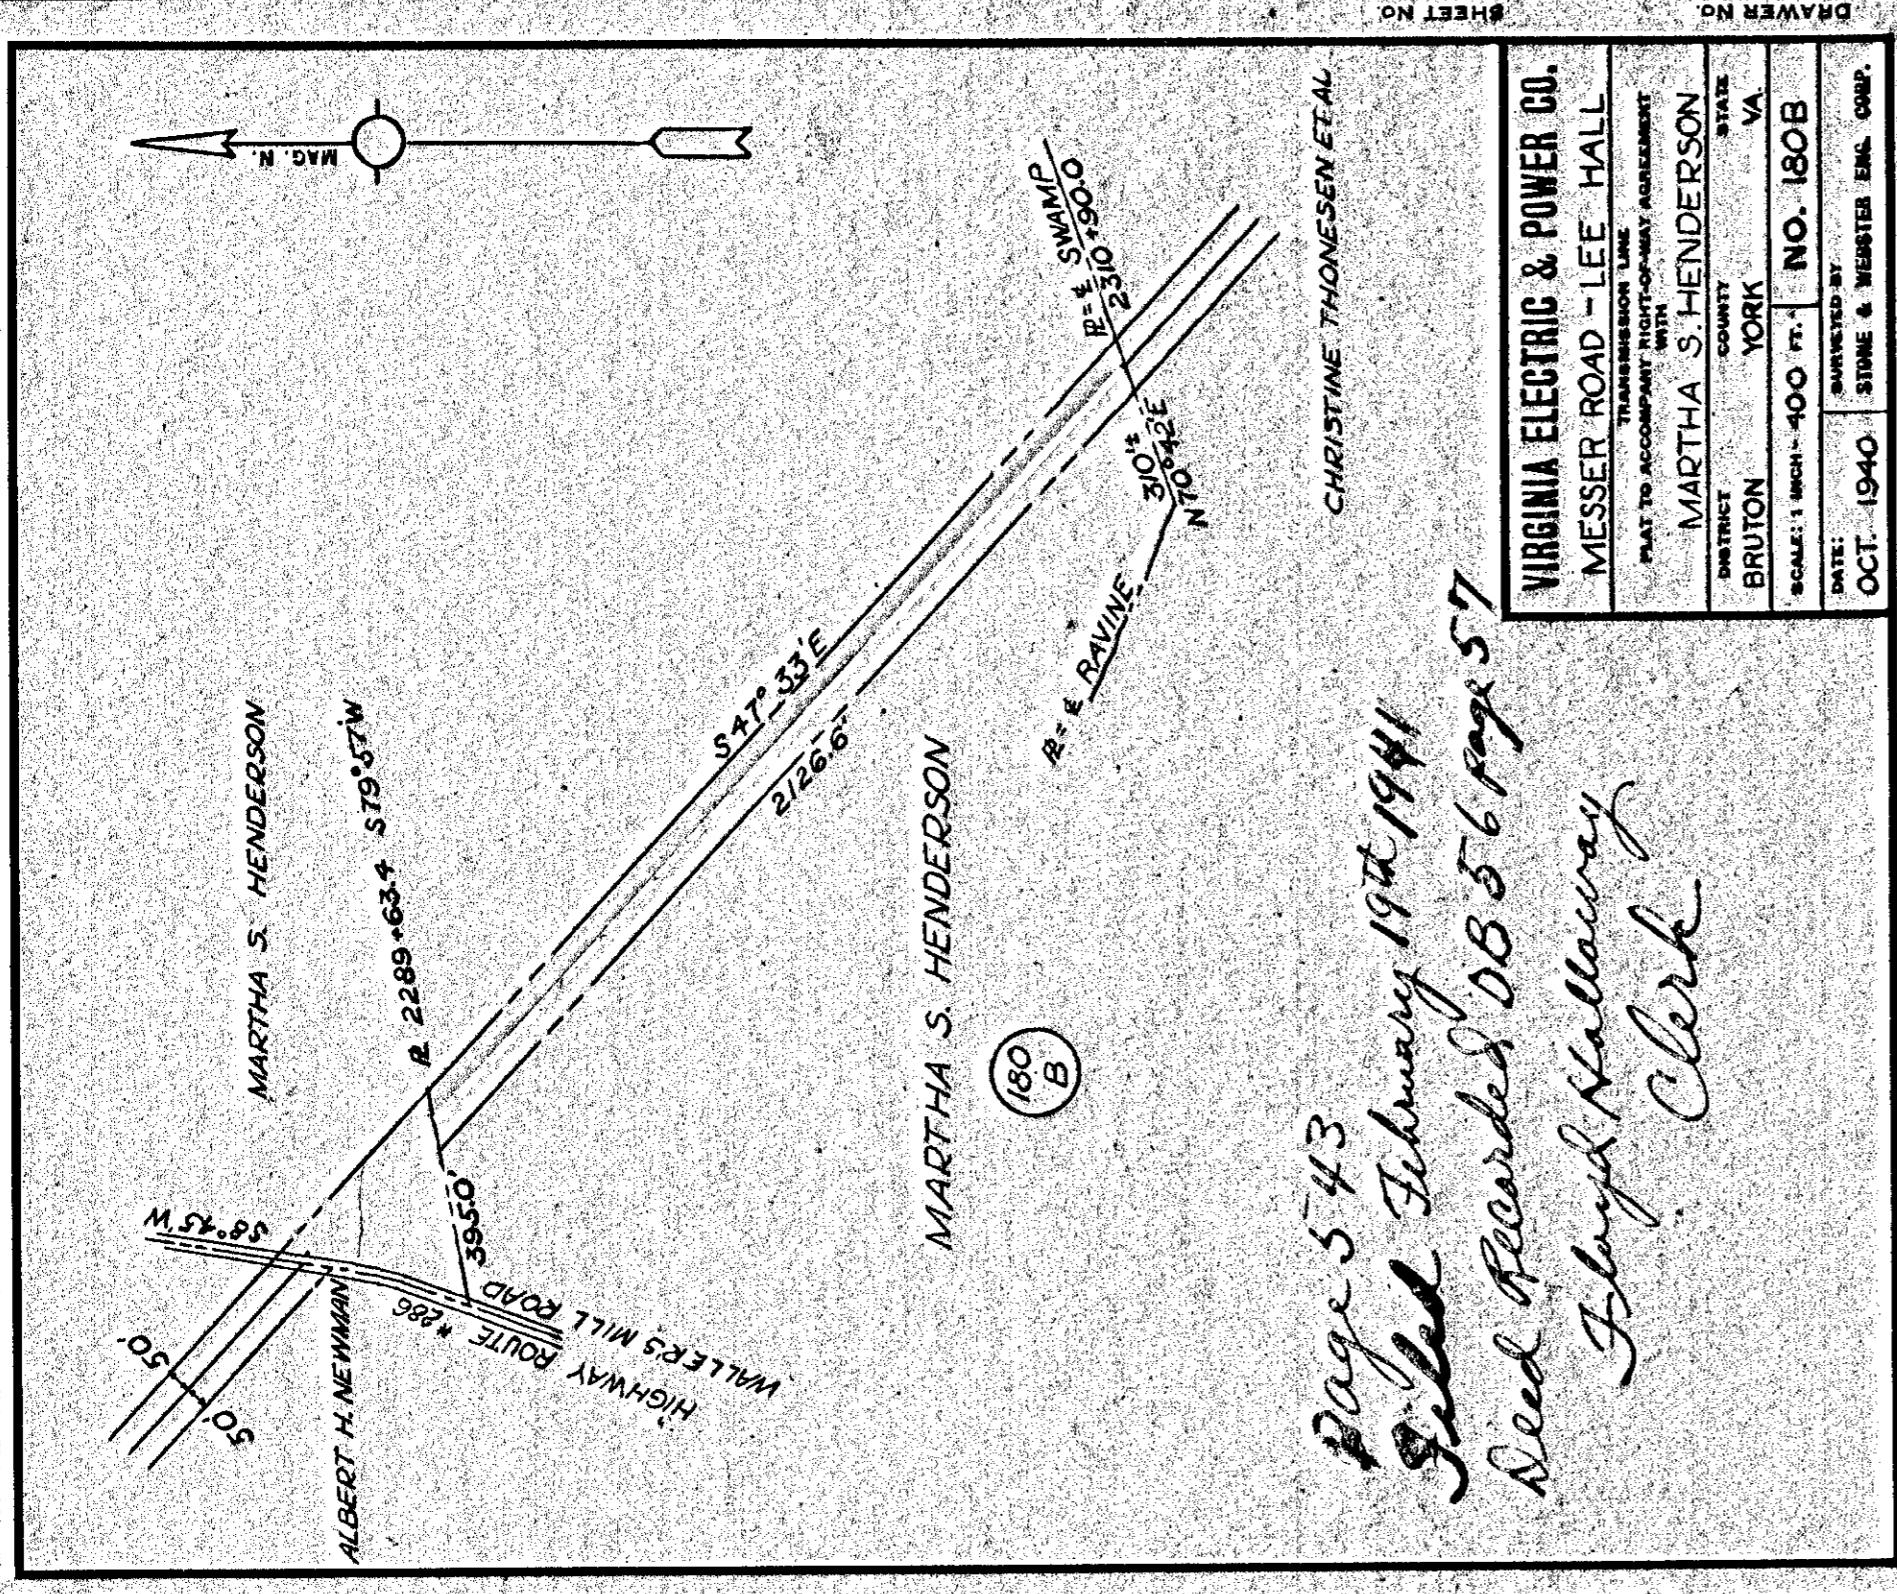 DRAWER No
SHEET No
MAG. N.
50'
50'
S8°45'W
ALBERT H. NEWMAN
HIGHWAY ROUTE #286
WALLER'S MILL ROAD
395.0'
MARTHA S. HENDERSON
℄ 2289+63.4 S79°57'W
S47°33'E
2126.6'
MARTHA S. HENDERSON
180
B
SWAMP
2310+90.0
310'±
N70°42'E
RAVINE
CHRISTINE THONESEN ET AL
Page 543
Filed February 19th 1941
Deed Recorded DB 56 page 57
Floyd Hollaway
Clerk
VIRGINIA ELECTRIC & POWER CO.
MESSER ROAD - LEE HALL
TRANSMISSION LINE
PLAT TO ACCOMPANY RIGHT-OF-WAY AGREEMENT
WITH
MARTHA S. HENDERSON
DISTRICT COUNTY STATE
BRUTON YORK VA.
SCALE: 1 INCH = 400 FT. NO. 180B
DATE: SURVEYED BY
OCT. 1940 STONE & WEBSTER ENG. CORP.